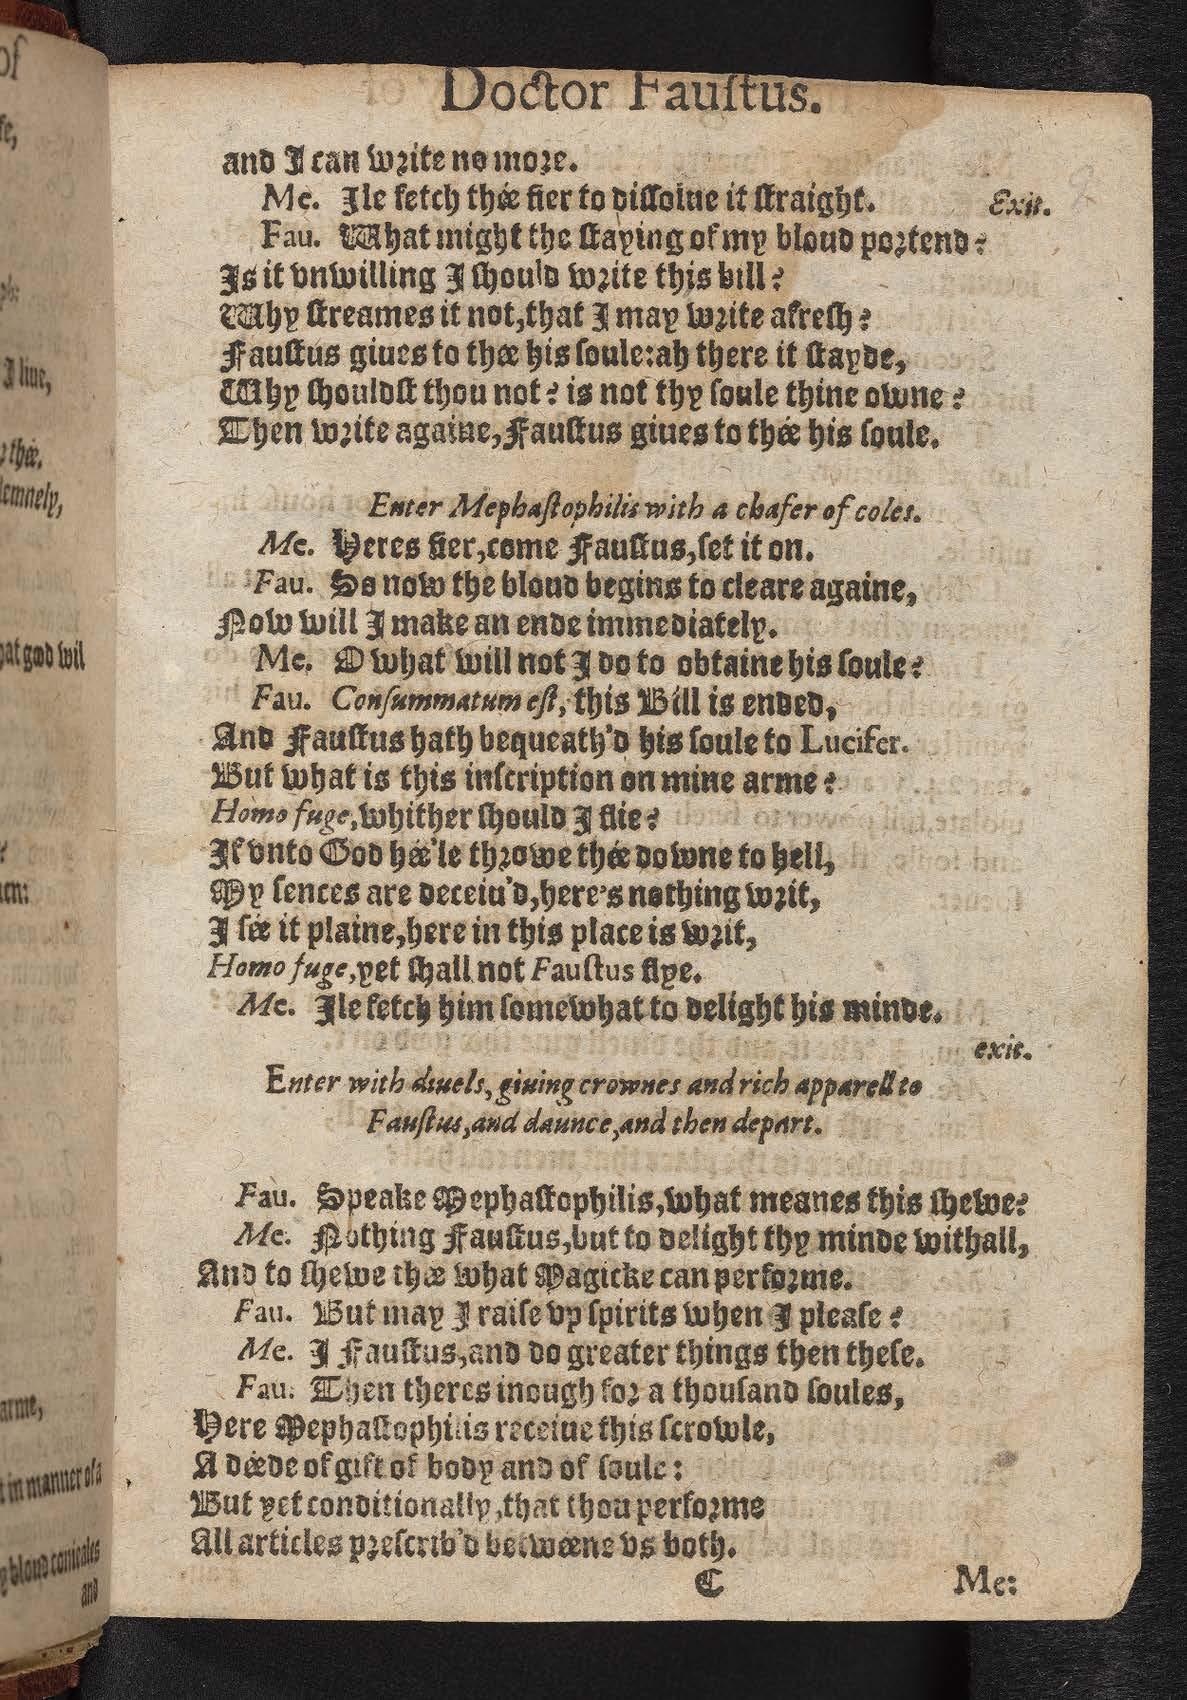 Doctor Fauſtus.
and I can write no more.
Me. Ile fetch thée fier to diſſolue it ſtraight. Exit.
Fau. What might the ſtaying of my bloud portend?
Is it vnwilling I ſhould write this bill?
Why ſtreames it not, that I may write afreſh?
Fauſtus giues to thée his ſoule: ah there it ſtayde,
Why ſhouldſt thou not? is not thy ſoule thine owne?
Then write againe, Fauſtus giues to thée his ſoule.
Enter Mephaſtophilis with a chafer of coles.
Me. Heres fier, come Fauſtus, ſet it on.
Fau. So now the bloud begins to cleare againe,
Now will I make an ende immediately.
Me. O what will not I do to obtaine his ſoule?
Fau. Conſummatum eſt, this Bill is ended,
And Fauſtus hath bequeath'd his ſoule to Lucifer.
But what is this inſcription on mine arme?
Homo fuge, whither ſhould I flie?
If vnto God hée'le throwe thée downe to hell,
My ſences are deceiu'd, here's nothing writ,
I ſée it plaine, here in this place is writ,
Homo fuge, yet ſhall not Fauſtus flye.
Me. Ile fetch him ſomewhat to delight his minde.
exit.
Enter with diuels, giuing crownes and rich apparell to
Fauſtus, and daunce, and then depart.
Fau. Speake Mephaſtophilis, what meanes this ſhewe?
Me. Nothing Fauſtus, but to delight thy minde withall,
And to ſhewe thée what Magicke can performe.
Fau. But may I raiſe vp ſpirits when I pleaſe?
Me. I Fauſtus, and do greater things then theſe.
Fau. Then theres inough for a thouſand ſoules,
Here Mephaſtophilis receiue this ſcrowle,
A déede of gift of body and of ſoule:
But yet conditionally, that thou performe
All articles preſcrib'd betwéene vs both.
C Me: